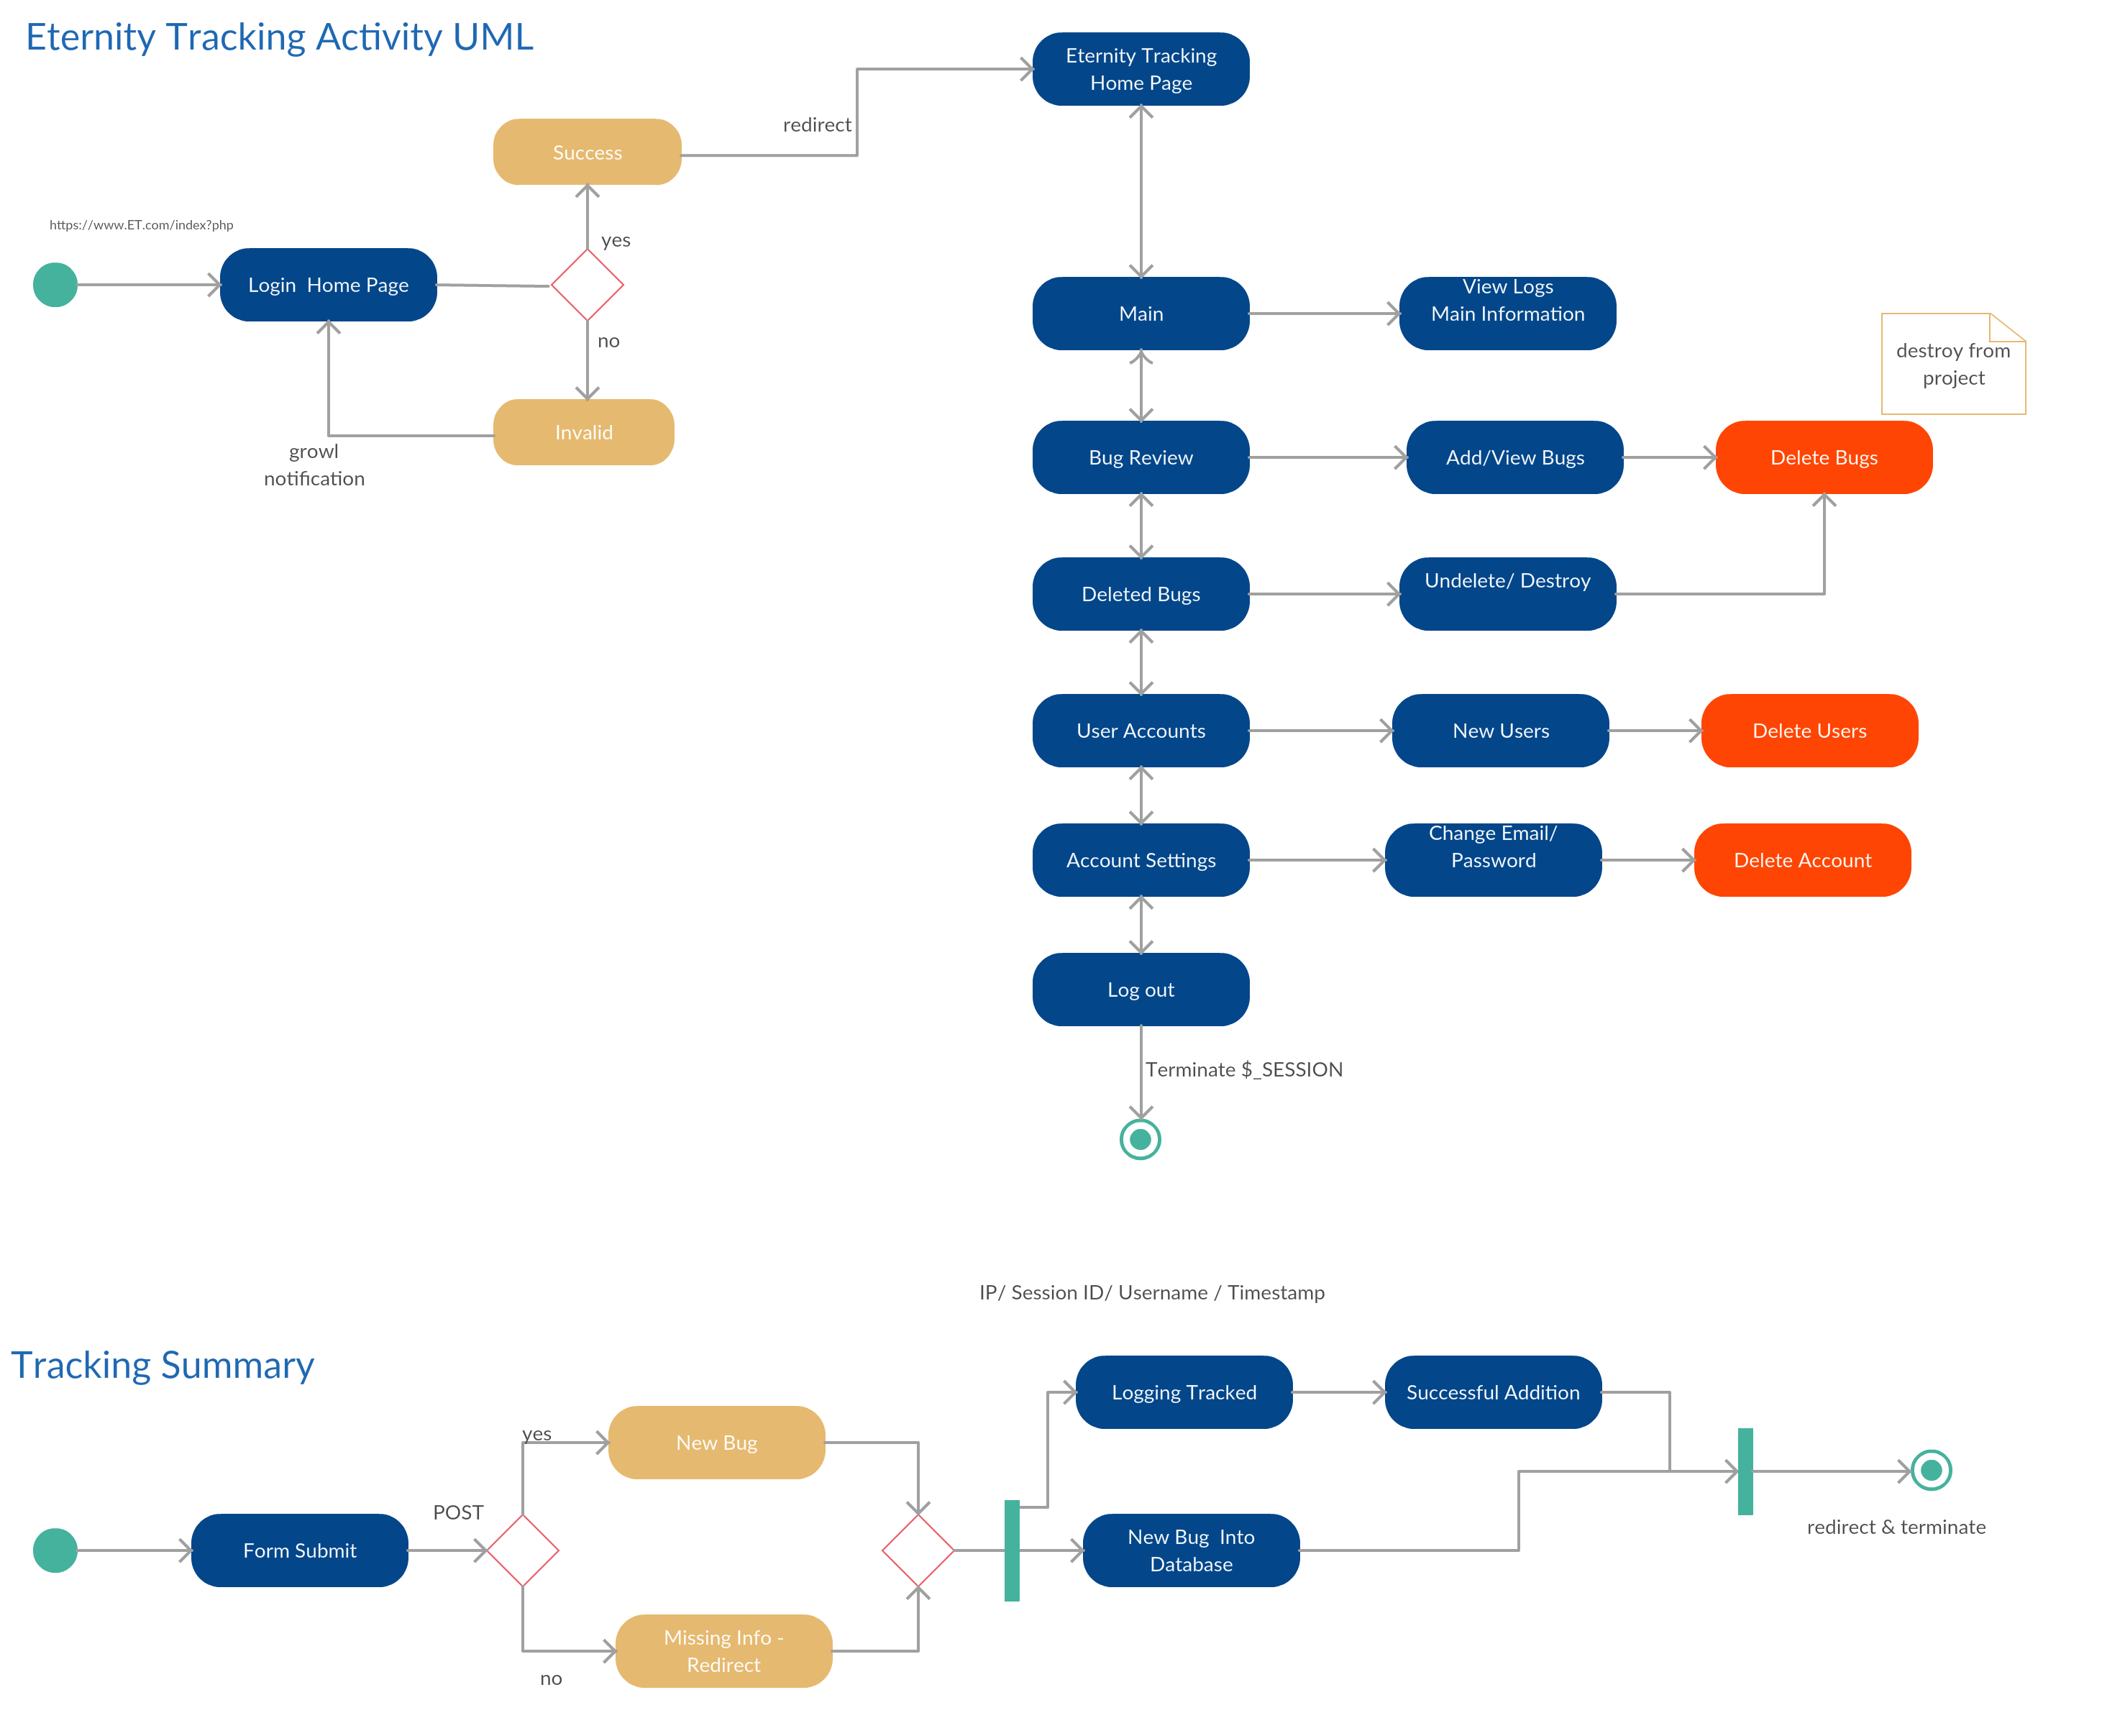 Eternity Tracking Activity UML
Eternity Tracking
Home Page
redirect
Success
https://www.ET.com/index?php
yes
Login  Home Page
no
Invalid
growl
notification
Main
View Logs
Main Information
destroy from
project
Bug Review
Add/View Bugs
Delete Bugs
Deleted Bugs
Undelete/ Destroy
User Accounts
New Users
Delete Users
Account Settings
Change Email/
Password
Delete Account
Log out
Terminate $_SESSION
IP/ Session ID/ Username / Timestamp
Tracking Summary
Logging Tracked
Successful Addition
yes
New Bug
POST
Form Submit
New Bug  Into
Database
redirect & terminate
Missing Info -
Redirect
no